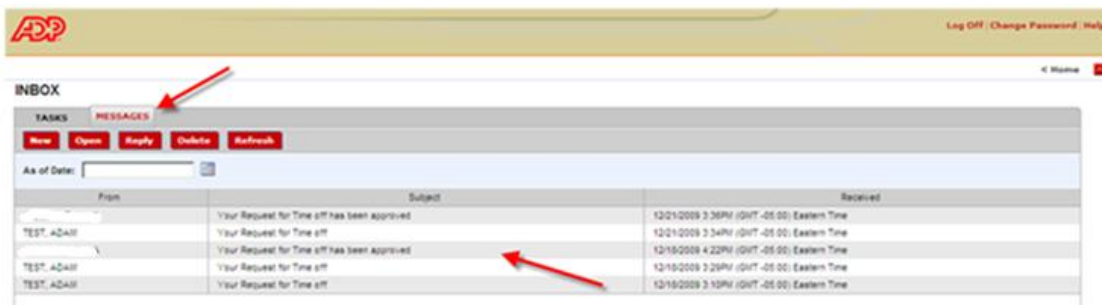 ADP
Log Off | Change Password | Help
< Home
INBOX
TASKS MESSAGES
New Open Reply Delete Refresh
As of Date:
From Subject Received
Your Request for Time off has been approved 12/21/2009 3:36PM (GMT -05:00) Eastern Time
TEST, ADAM Your Request for Time off 12/21/2009 3:34PM (GMT -05:00) Eastern Time
Your Request for Time off has been approved 12/18/2009 4:22PM (GMT -05:00) Eastern Time
TEST, ADAM Your Request for Time off 12/18/2009 3:29PM (GMT -05:00) Eastern Time
TEST, ADAM Your Request for Time off 12/18/2009 3:10PM (GMT -05:00) Eastern Time